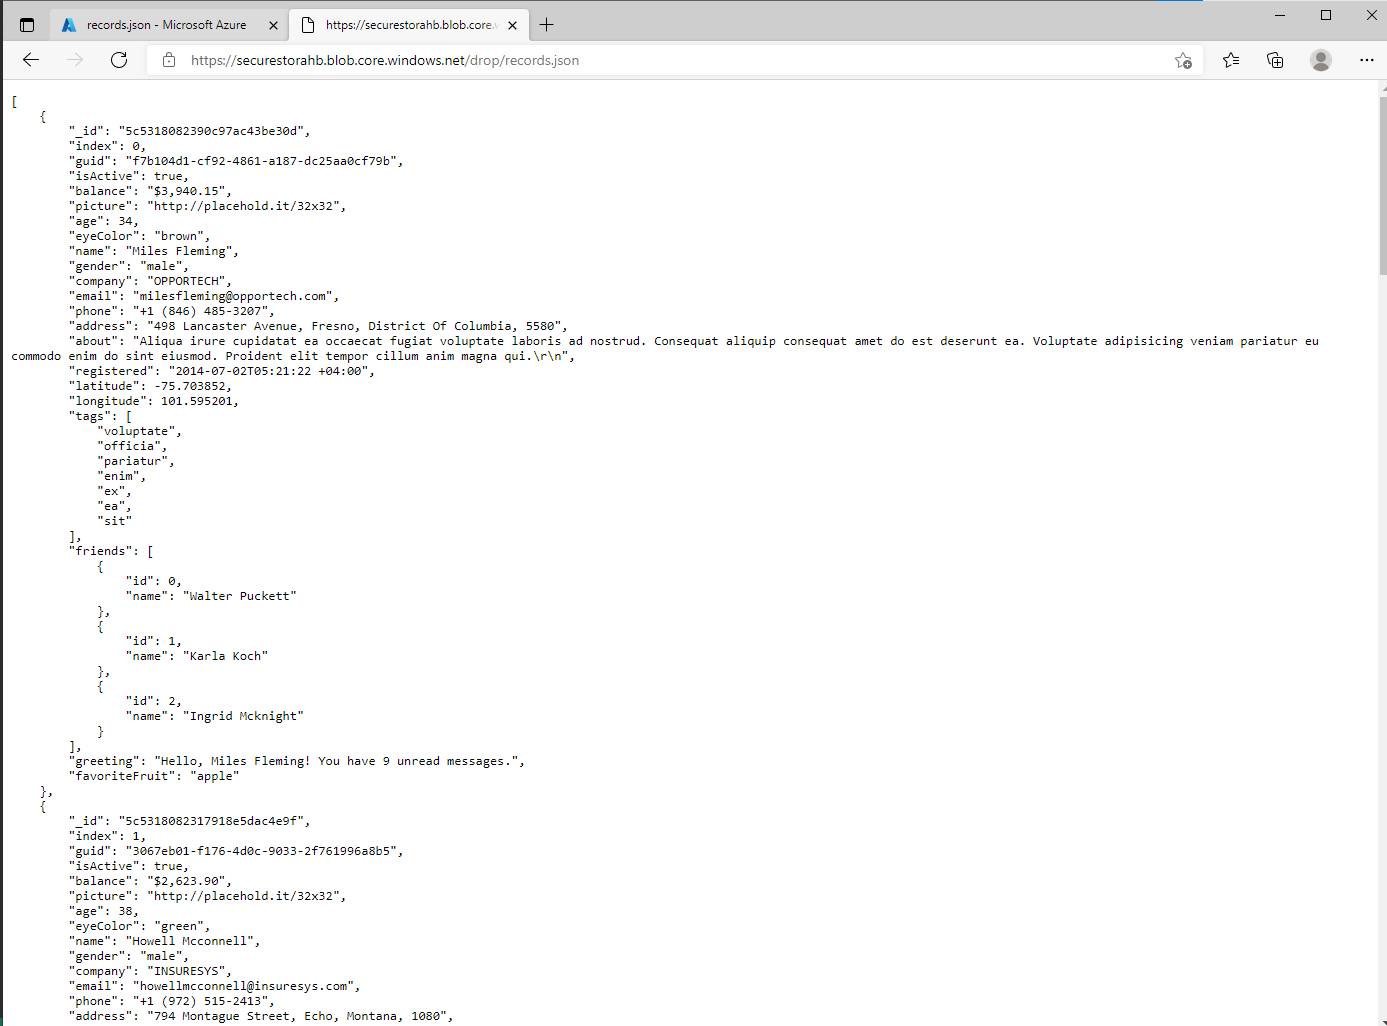 records.json - Microsoft Azure
https://securestorahb.blob.core.w
https://securestorahb.blob.core.windows.net/drop/records.json
[
    {
        "_id": "5c5318082390c97ac43be30d",
        "index": 0,
        "guid": "f7b104d1-cf92-4861-a187-dc25aa0cf79b",
        "isActive": true,
        "balance": "$3,940.15",
        "picture": "http://placehold.it/32x32",
        "age": 34,
        "eyeColor": "brown",
        "name": "Miles Fleming",
        "gender": "male",
        "company": "OPPORTECH",
        "email": "milesfleming@opportech.com",
        "phone": "+1 (846) 485-3207",
        "address": "498 Lancaster Avenue, Fresno, District Of Columbia, 5580",
        "about": "Aliqua irure cupidatat ea occaecat fugiat voluptate laboris ad nostrud. Consequat aliquip consequat amet do est deserunt ea. Voluptate adipisicing veniam pariatur eu
commodo enim do sint eiusmod. Proident elit tempor cillum anim magna qui.\r\n",
        "registered": "2014-07-02T05:21:22 +04:00",
        "latitude": -75.703852,
        "longitude": 101.595201,
        "tags": [
            "voluptate",
            "officia",
            "pariatur",
            "enim",
            "ex",
            "ea",
            "sit"
        ],
        "friends": [
            {
                "id": 0,
                "name": "Walter Puckett"
            },
            {
                "id": 1,
                "name": "Karla Koch"
            },
            {
                "id": 2,
                "name": "Ingrid Mcknight"
            }
        ],
        "greeting": "Hello, Miles Fleming! You have 9 unread messages.",
        "favoriteFruit": "apple"
    },
    {
        "_id": "5c5318082317918e5dac4e9f",
        "index": 1,
        "guid": "3067eb01-f176-4d0c-9033-2f761996a8b5",
        "isActive": true,
        "balance": "$2,623.90",
        "picture": "http://placehold.it/32x32",
        "age": 38,
        "eyeColor": "green",
        "name": "Howell Mcconnell",
        "gender": "male",
        "company": "INSURESYS",
        "email": "howellmcconnell@insuresys.com",
        "phone": "+1 (972) 515-2413",
        "address": "794 Montague Street, Echo, Montana, 1080",